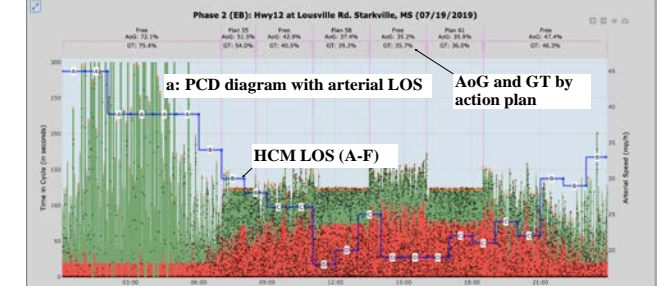 Phase 2 (EB): Hwy12 at Lousville Rd. Starkville, MS (07/19/2019)
Free Plan 55 Free Plan 58 Free Plan 61 Free
AoG: 72.1% AoG: 51.5% AoG: 42.9% AoG: 37.4% AoG: 35.2% AoG: 35.9% AoG: 47.4%
GT: 75.4% GT: 54.0% GT: 40.5% GT: 39.3% GT: 35.7% GT: 36.0% GT: 46.3%
a: PCD diagram with arterial LOS
AoG and GT by
action plan
HCM LOS (A-F)
Time in Cycle (in seconds)
Arterial Speed (mp/h)
300
250
200
150
100
50
0
45
40
35
30
25
20
03:00 06:00 09:00 12:00 15:00 18:00 21:00